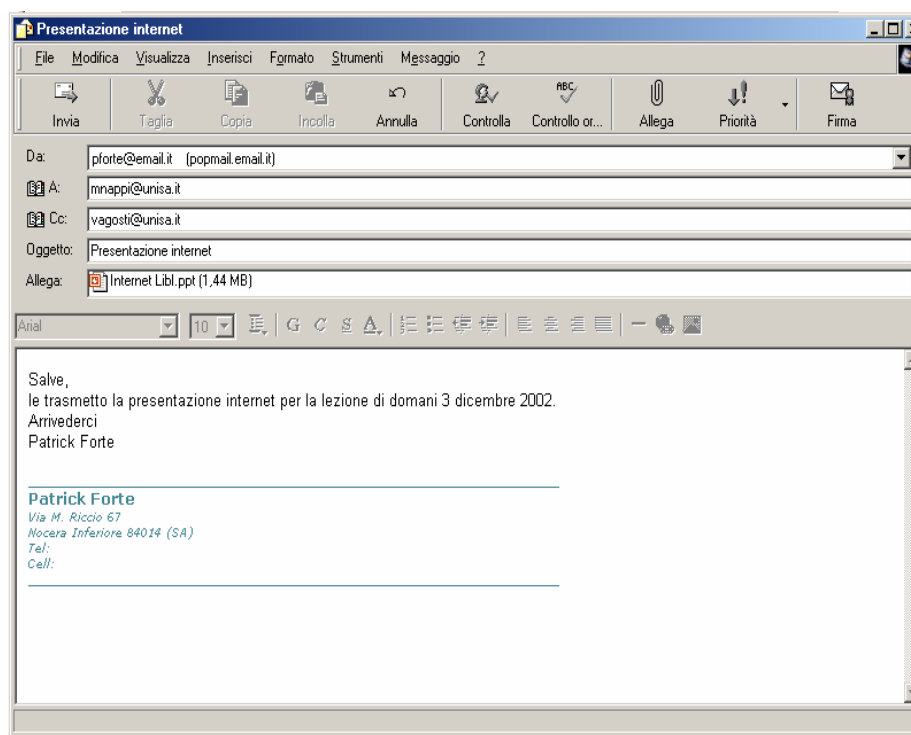 Presentazione internet
File Modifica Visualizza Inserisci Formato Strumenti Messaggio ?
Invia Taglia Copia Incolla Annulla Controlla Controllo or... Allega Priorità Firma
Da: pforte@email.it (popmail.email.it)
A: mnappi@unisa.it
Cc: vagosti@unisa.it
Oggetto: Presentazione internet
Allega: Internet Libl.ppt (1,44 MB)
Arial 10 G C S A
Salve,
le trasmetto la presentazione internet per la lezione di domani 3 dicembre 2002.
Arrivederci
Patrick Forte
Patrick Forte
Via M. Riccio 67
Nocera Inferiore 84014 (SA)
Tel:
Cell: